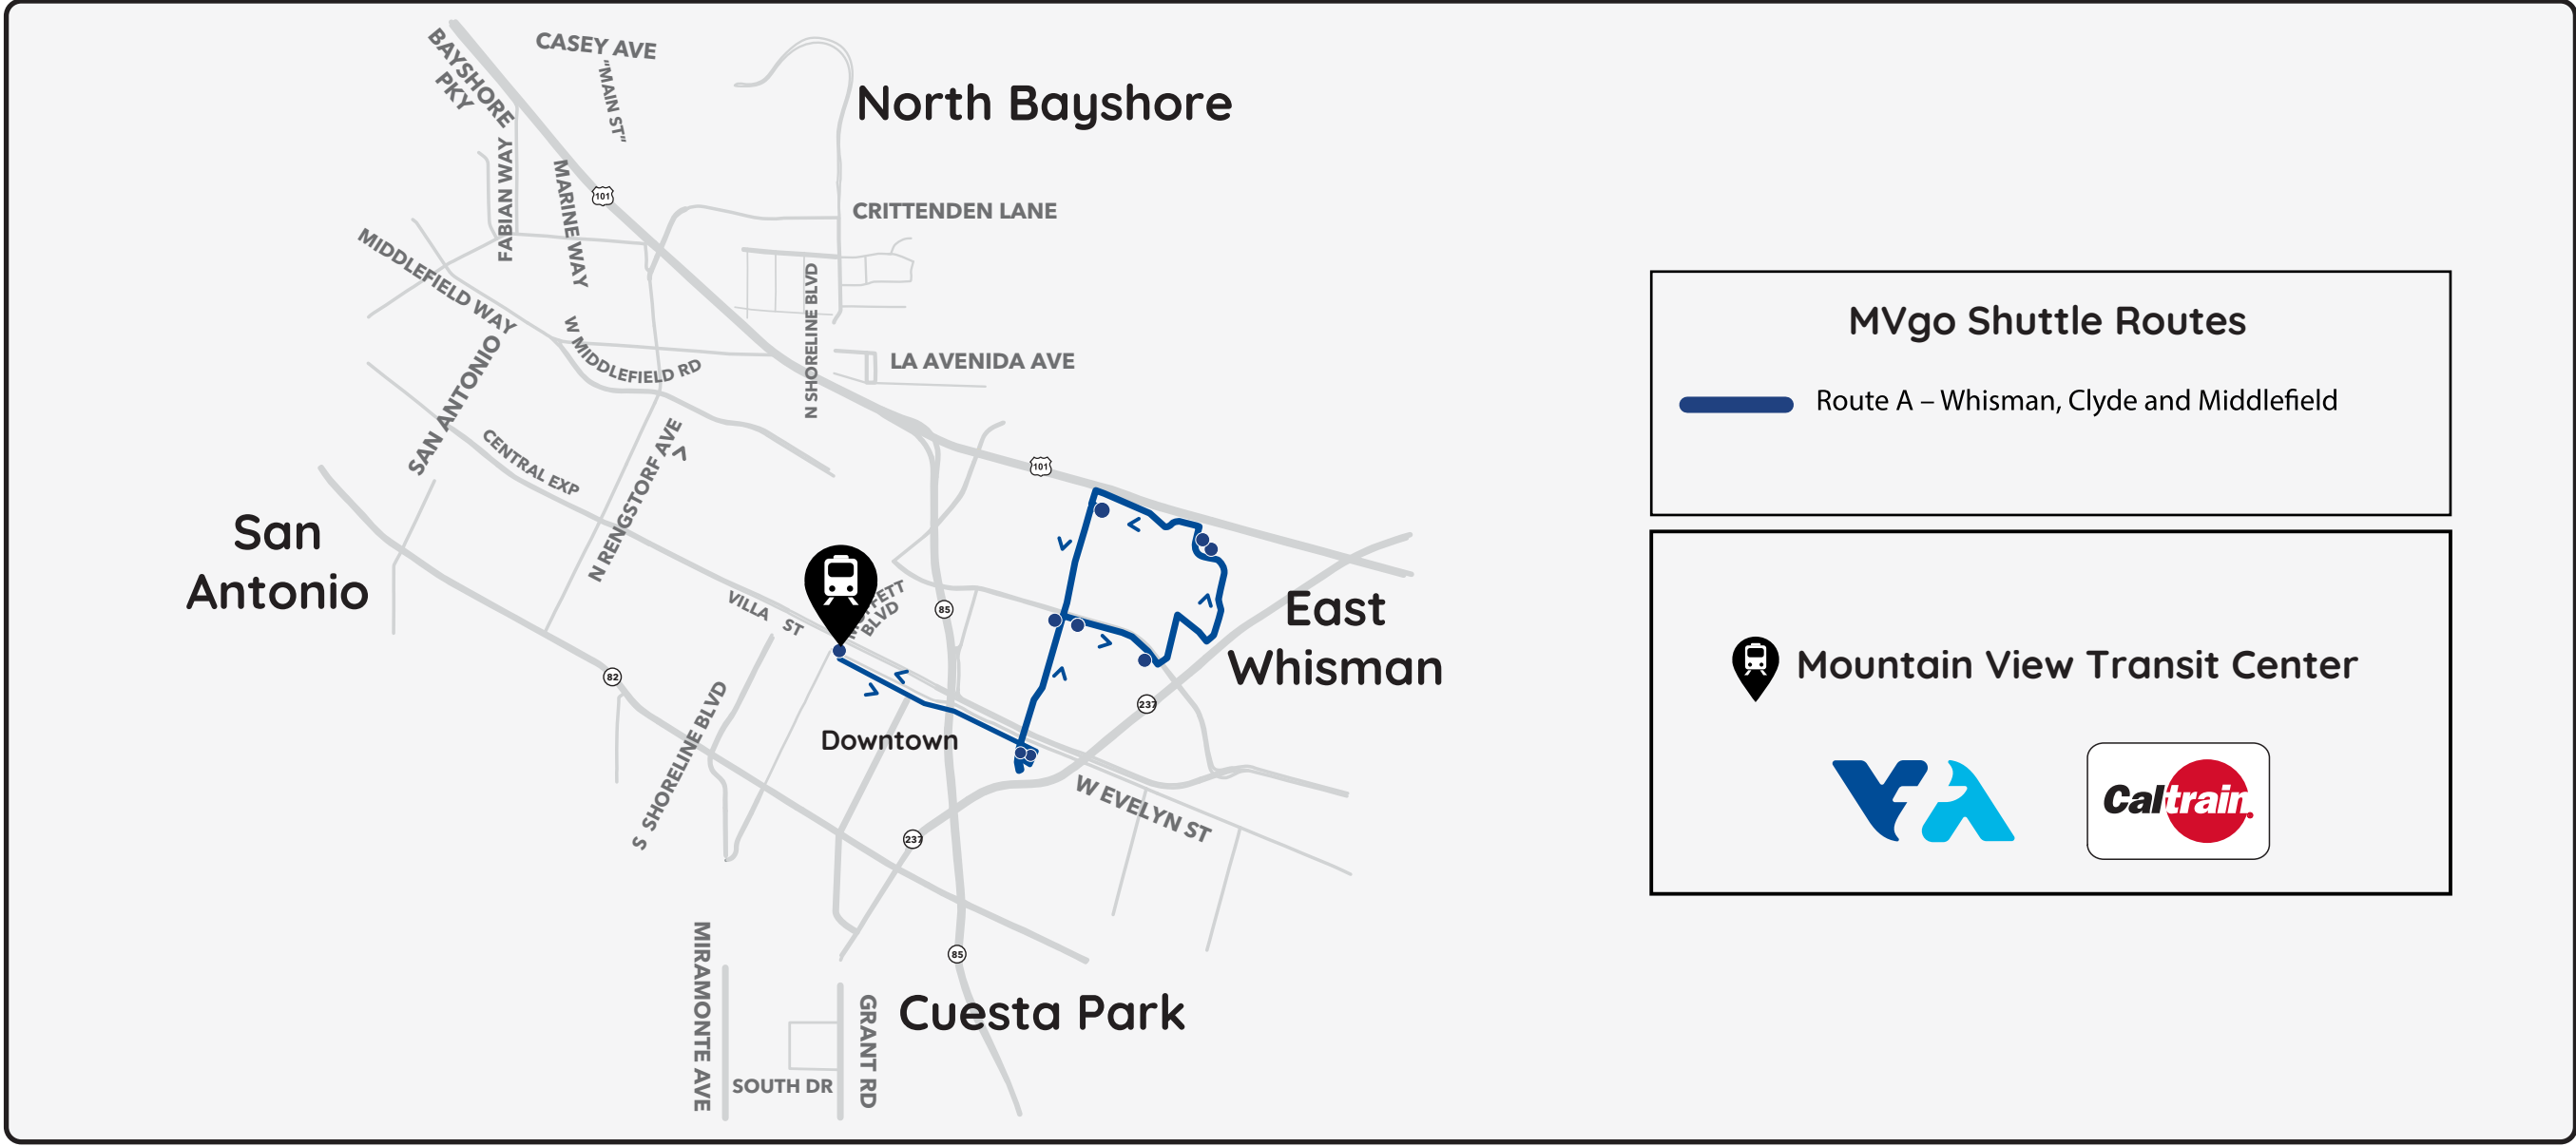 BAYSHORE
PKY
CASEY AVE
"MAIN ST"
North Bayshore
FABIAN WAY
MARINE WAY
101
CRITTENDEN LANE
MIDDLEFIELD WAY
N SHORELINE BLVD
W MIDDLEFIELD RD
LA AVENIDA AVE
SAN ANTONIO
CENTRAL EXP
N RENGSTORF AVE
101
San
Antonio
VILLA ST
BLVD
85
East
Whisman
82
237
S SHORELINE BLVD
Downtown
W EVELYN ST
237
85
MIRAMONTE AVE
GRANT RD
Cuesta Park
SOUTH DR
MVgo Shuttle Routes
Route A – Whisman, Clyde and Middlefield
Mountain View Transit Center
VTA
Caltrain